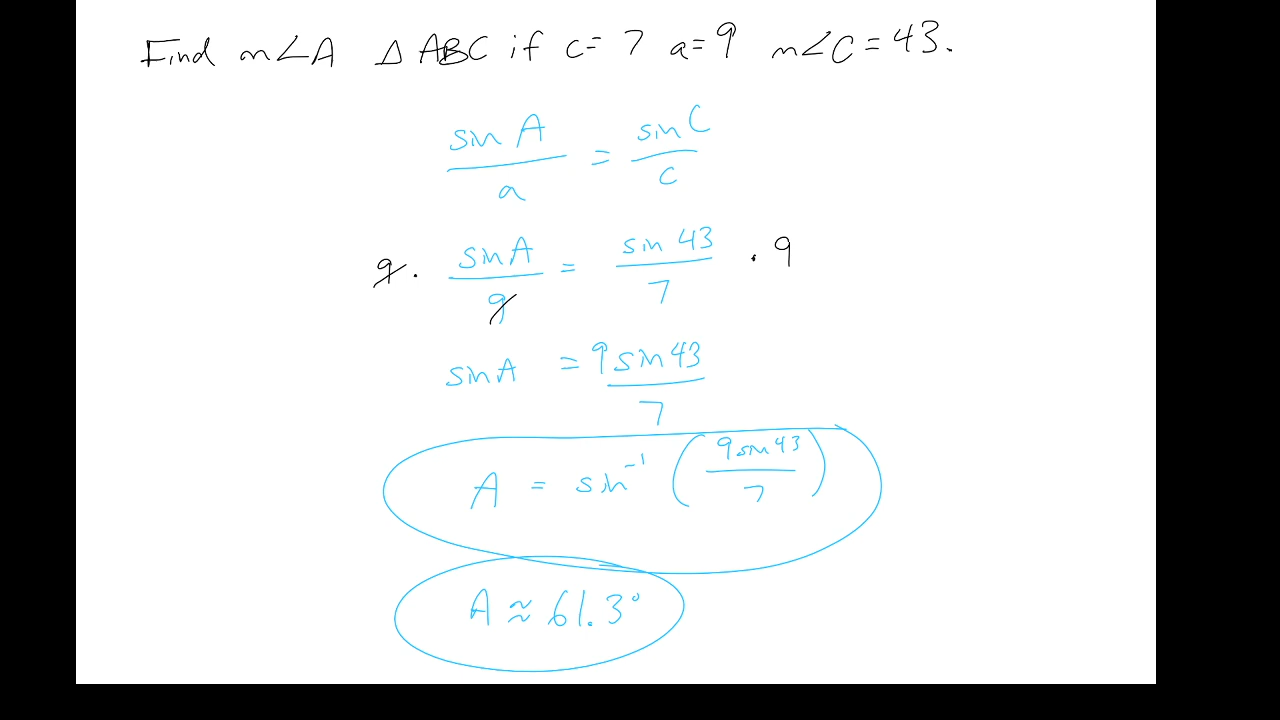 Find m∠A △ABC if c= 7 a= 9 m∠C = 43.
sin A / a = sin C / c
9 · sin A / 9 = sin 43 / 7 · 9
sin A = 9 sin 43 / 7
A = sin⁻¹ ( 9 sin 43 / 7 )
A ≈ 61.3°